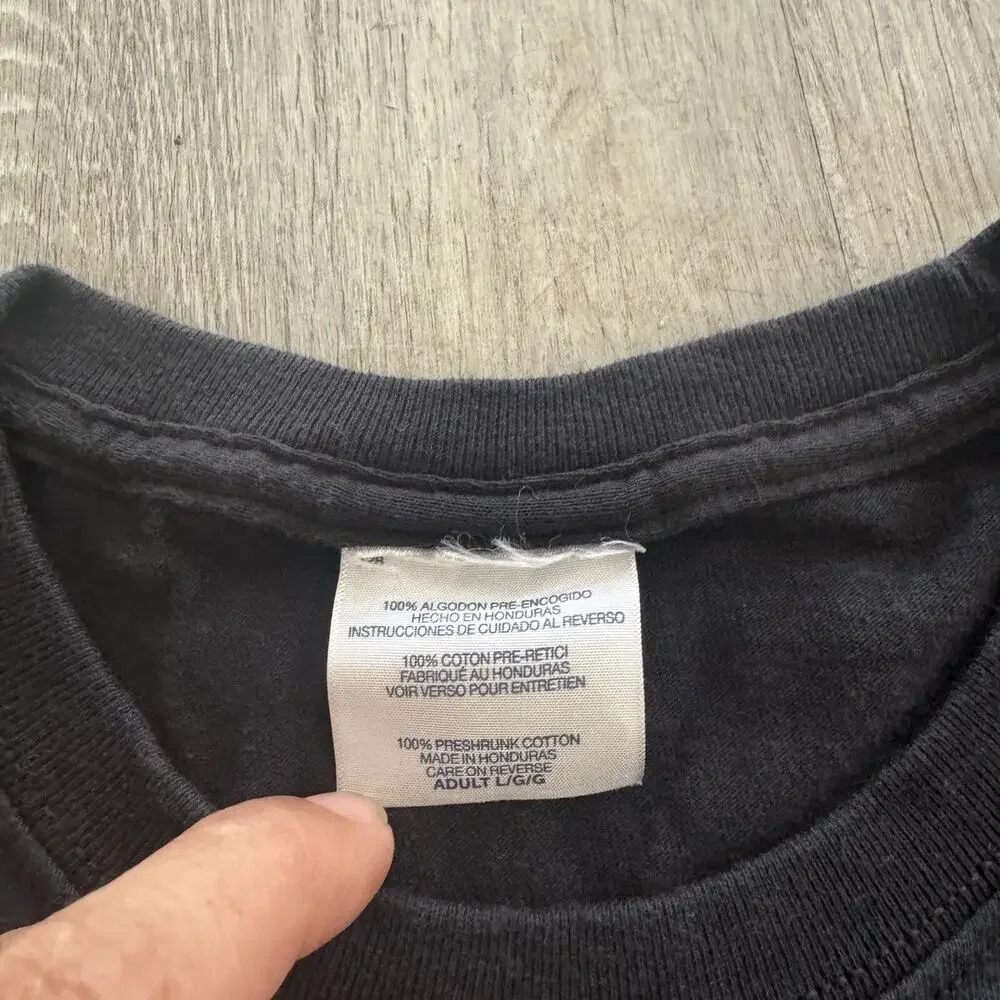 100% ALGODON PRE-ENCOGIDO
HECHO EN HONDURAS
INSTRUCCIONES DE CUIDADO AL REVERSO
100% COTON PRE-RETICI
FABRIQUÉ AU HONDURAS
VOIR VERSO POUR ENTRETIEN
100% PRESHRUNK COTTON
MADE IN HONDURAS
CARE ON REVERSE
ADULT L/G/G